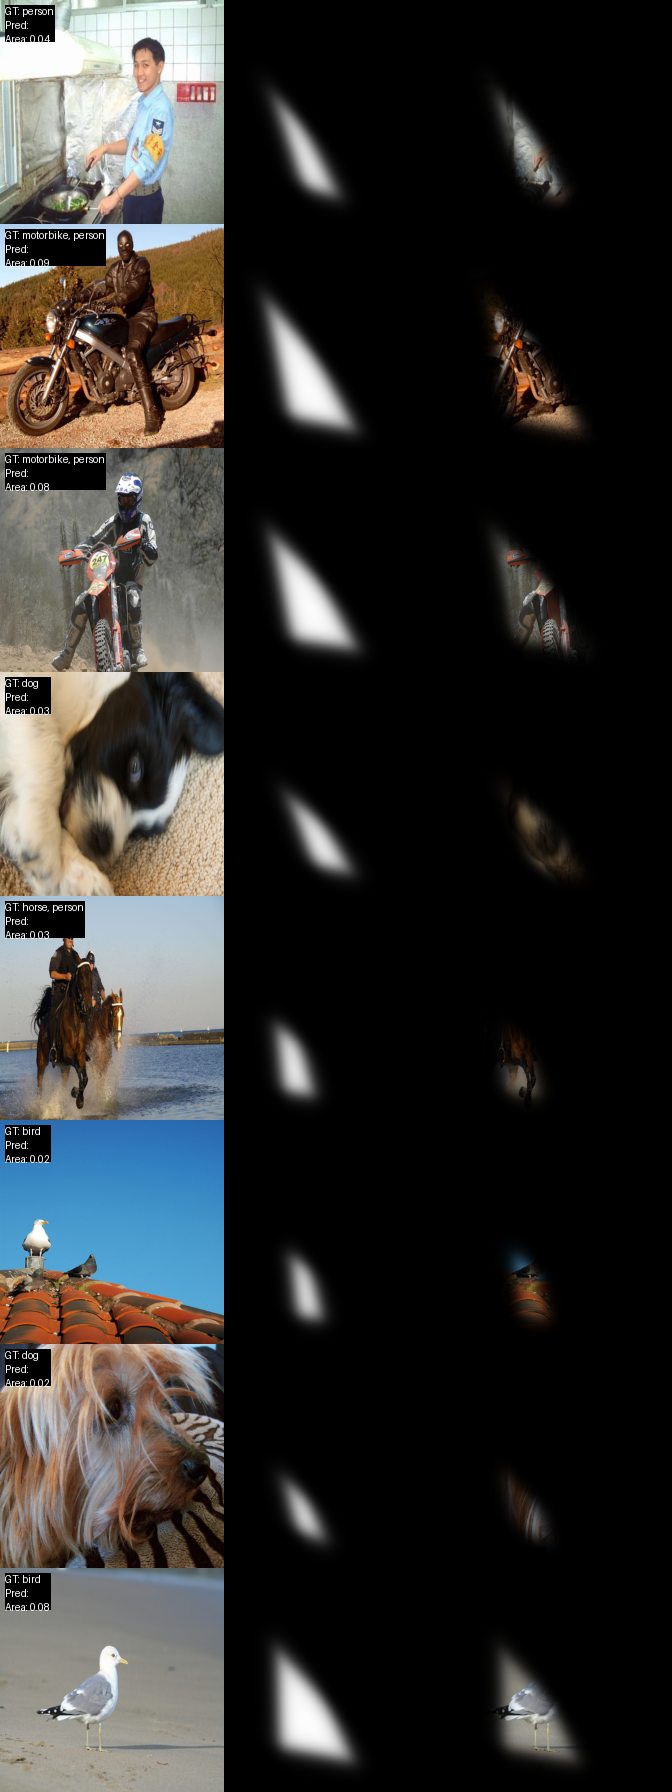 GT: person
Pred:
Area: 0.04
GT: motorbike, person
Pred:
Area: 0.09
GT: motorbike, person
Pred:
Area: 0.08
247
GT: dog
Pred:
Area: 0.03
GT: horse, person
Pred:
Area: 0.03
GT: bird
Pred:
Area: 0.02
GT: dog
Pred:
Area: 0.02
GT: bird
Pred:
Area: 0.08